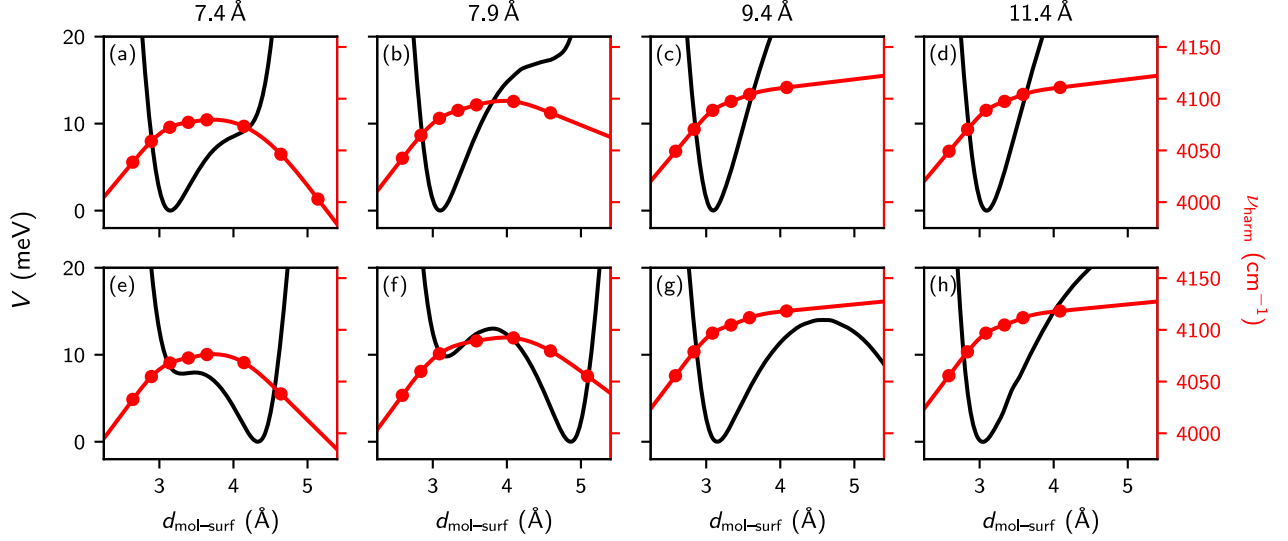 7.4 Å 7.9 Å 9.4 Å 11.4 Å
(a) (b) (c) (d)
20
10
0
4150
4100
4050
4000
(e) (f) (g) (h)
20
10
0
4150
4100
4050
4000
V (meV)
ν_harm (cm⁻¹)
3 4 5 3 4 5 3 4 5 3 4 5
d_mol–surf (Å) d_mol–surf (Å) d_mol–surf (Å) d_mol–surf (Å)